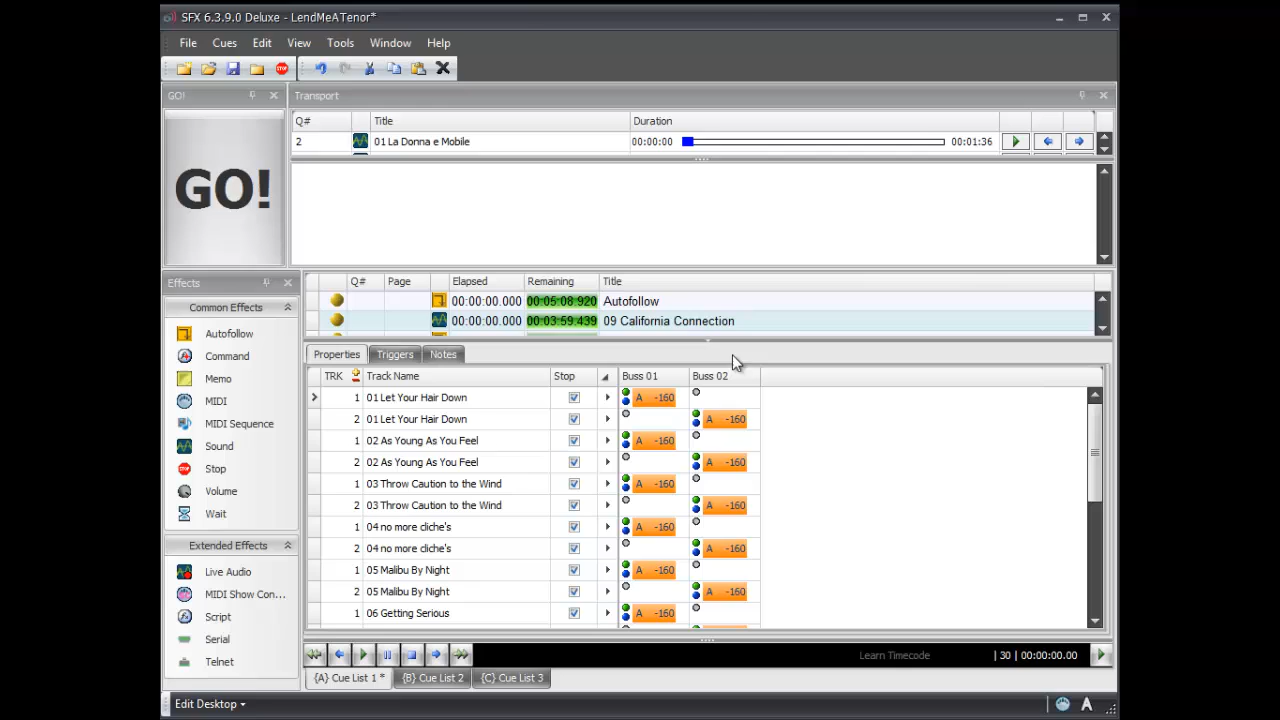 SFX 6.3.9.0 Deluxe - LendMeATenor*
File Cues Edit View Tools Window Help
STOP
GO! Transport
Q# Title Duration
2 01 La Donna e Mobile 00:00:00 00:01:36
GO!
Effects
Q# Page Elapsed Remaining Title
00:00:00.000 00:05:08.920 Autofollow
00:00:00.000 00:03:59.439 09 California Connection
Common Effects
Autofollow
Command
Memo
MIDI
MIDI Sequence
Sound
Stop
Volume
Wait
Extended Effects
Live Audio
MIDI Show Con...
Script
Serial
Telnet
Properties Triggers Notes
TRK Track Name Stop Buss 01 Buss 02
1 01 Let Your Hair Down A -160
2 01 Let Your Hair Down A -160
1 02 As Young As You Feel A -160
2 02 As Young As You Feel A -160
1 03 Throw Caution to the Wind A -160
2 03 Throw Caution to the Wind A -160
1 04 no more cliche's A -160
2 04 no more cliche's A -160
1 05 Malibu By Night A -160
2 05 Malibu By Night A -160
1 06 Getting Serious A -160
Learn Timecode | 30 | 00:00:00.00
{A} Cue List 1 * {B} Cue List 2 {C} Cue List 3
Edit Desktop A